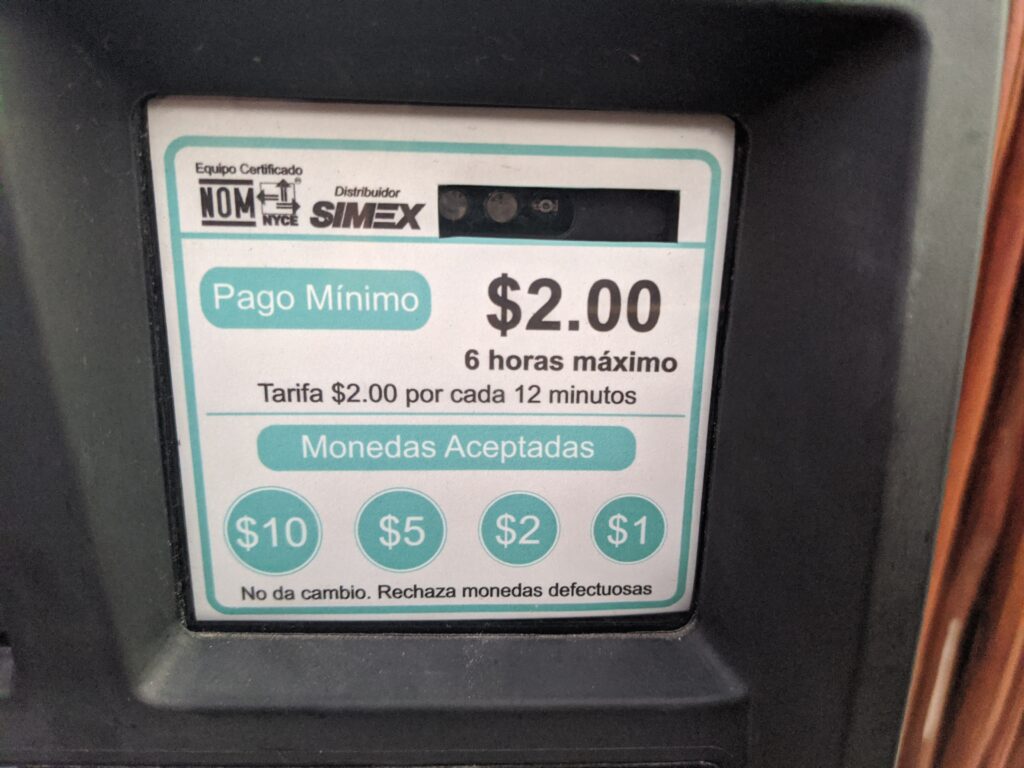 Equipo Certificado
NOM
NYCE
Distribuidor
SIMEX
Pago Mínimo
$2.00
6 horas máximo
Tarifa $2.00 por cada 12 minutos
Monedas Aceptadas
$10 $5 $2 $1
No da cambio. Rechaza monedas defectuosas